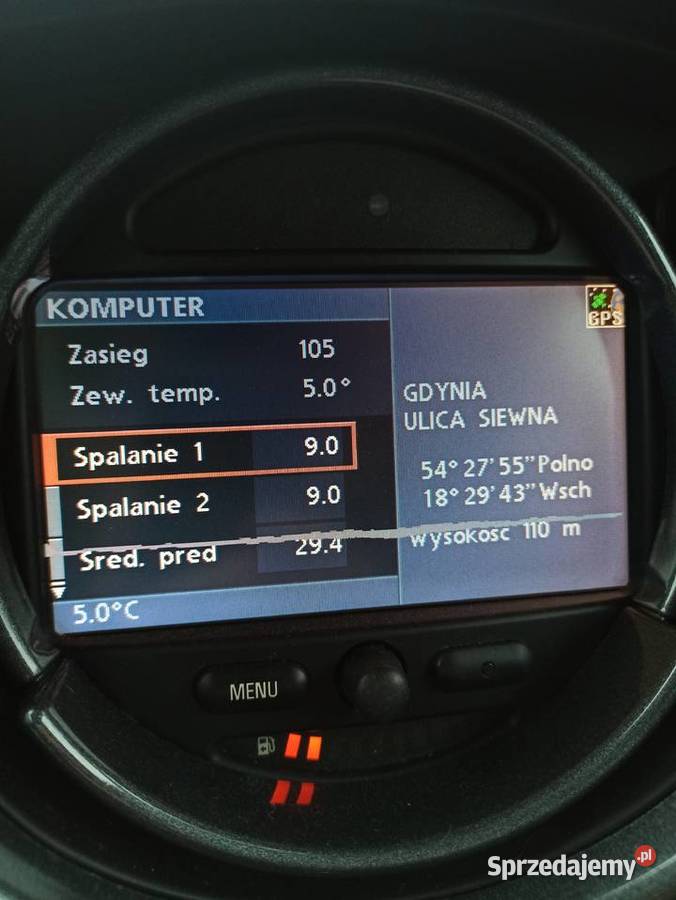 KOMPUTER
GPS
Zasieg 105
Zew. temp. 5.0°
Spalanie 1 9.0
Spalanie 2 9.0
Sred. pred 29.4
5.0°C
GDYNIA
ULICA SIEWNA
54° 27'55"Polno
18° 29'43"Wsch
Wysokosc 110 m
MENU
Sprzedajemy.pl